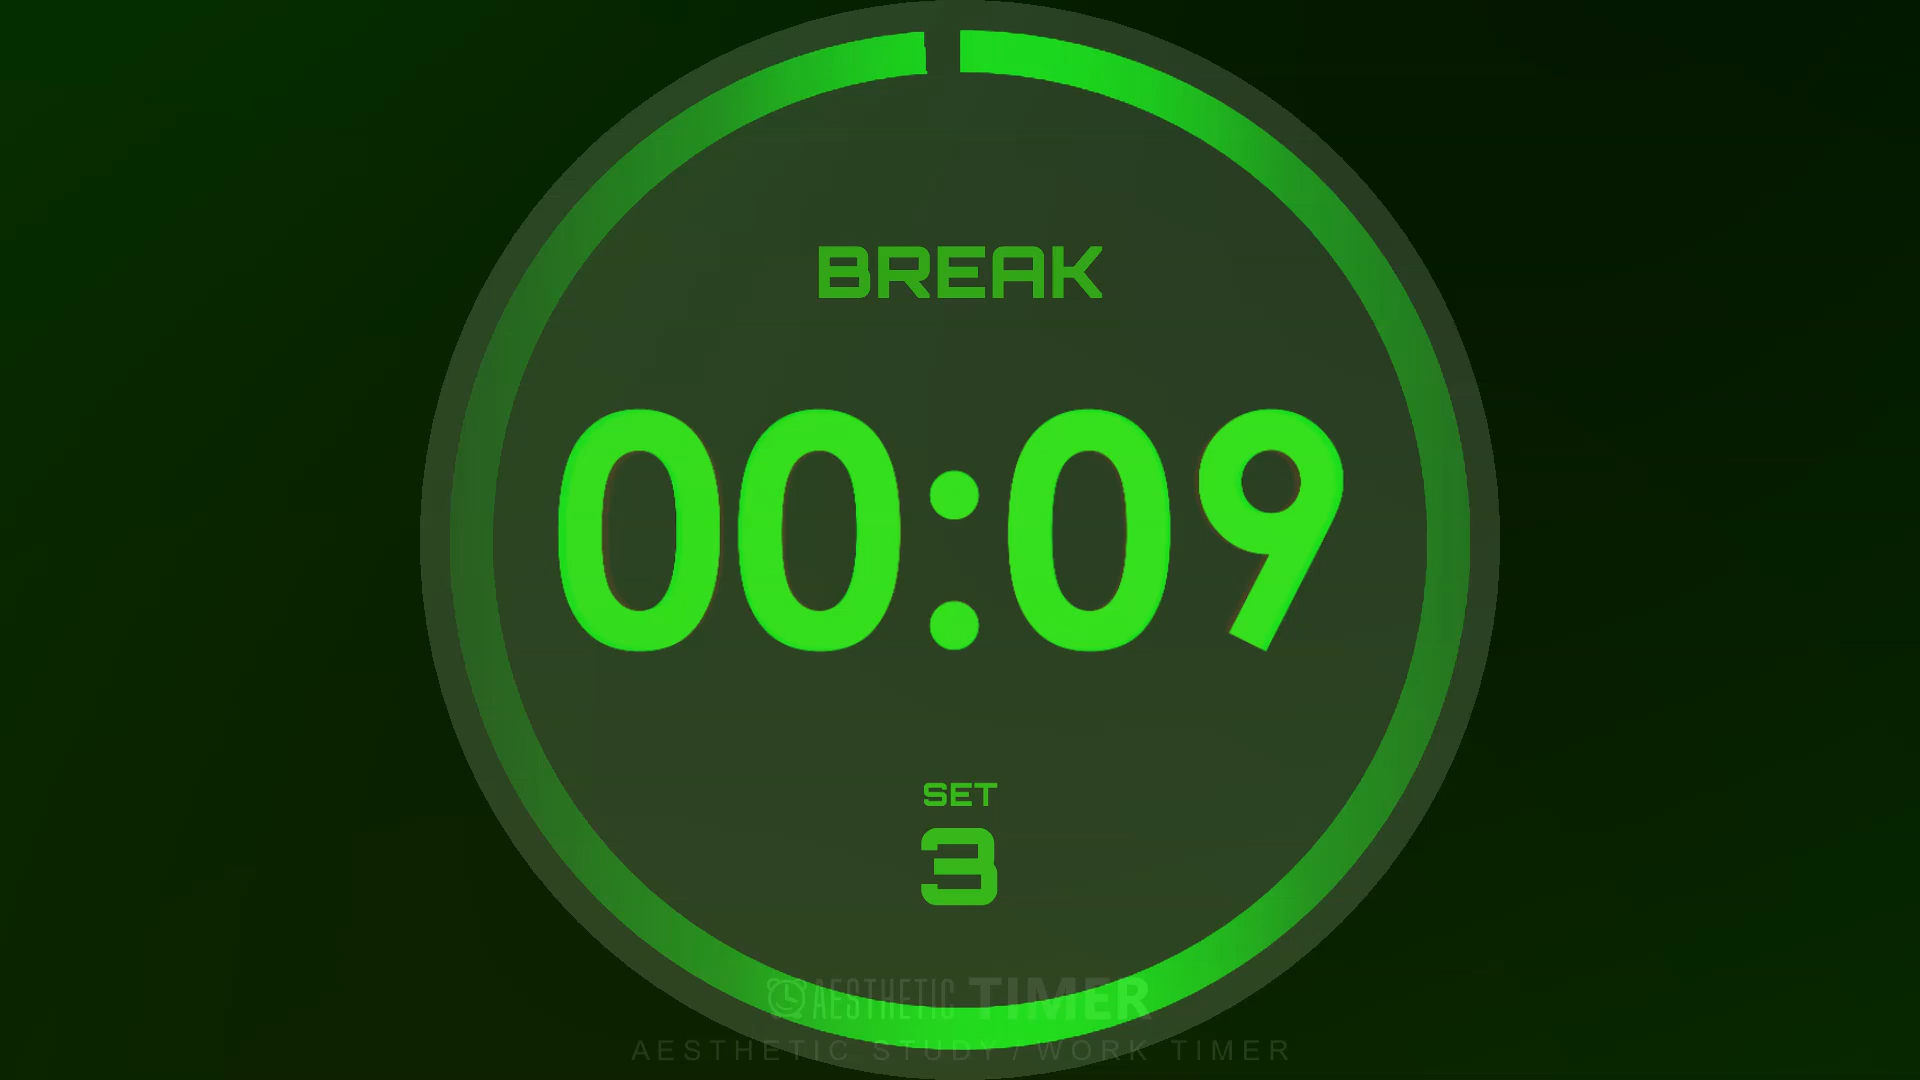 BREAK
00:09
SET
3
AESTHETIC TIMER
AESTHETIC STUDY / WORK TIMER